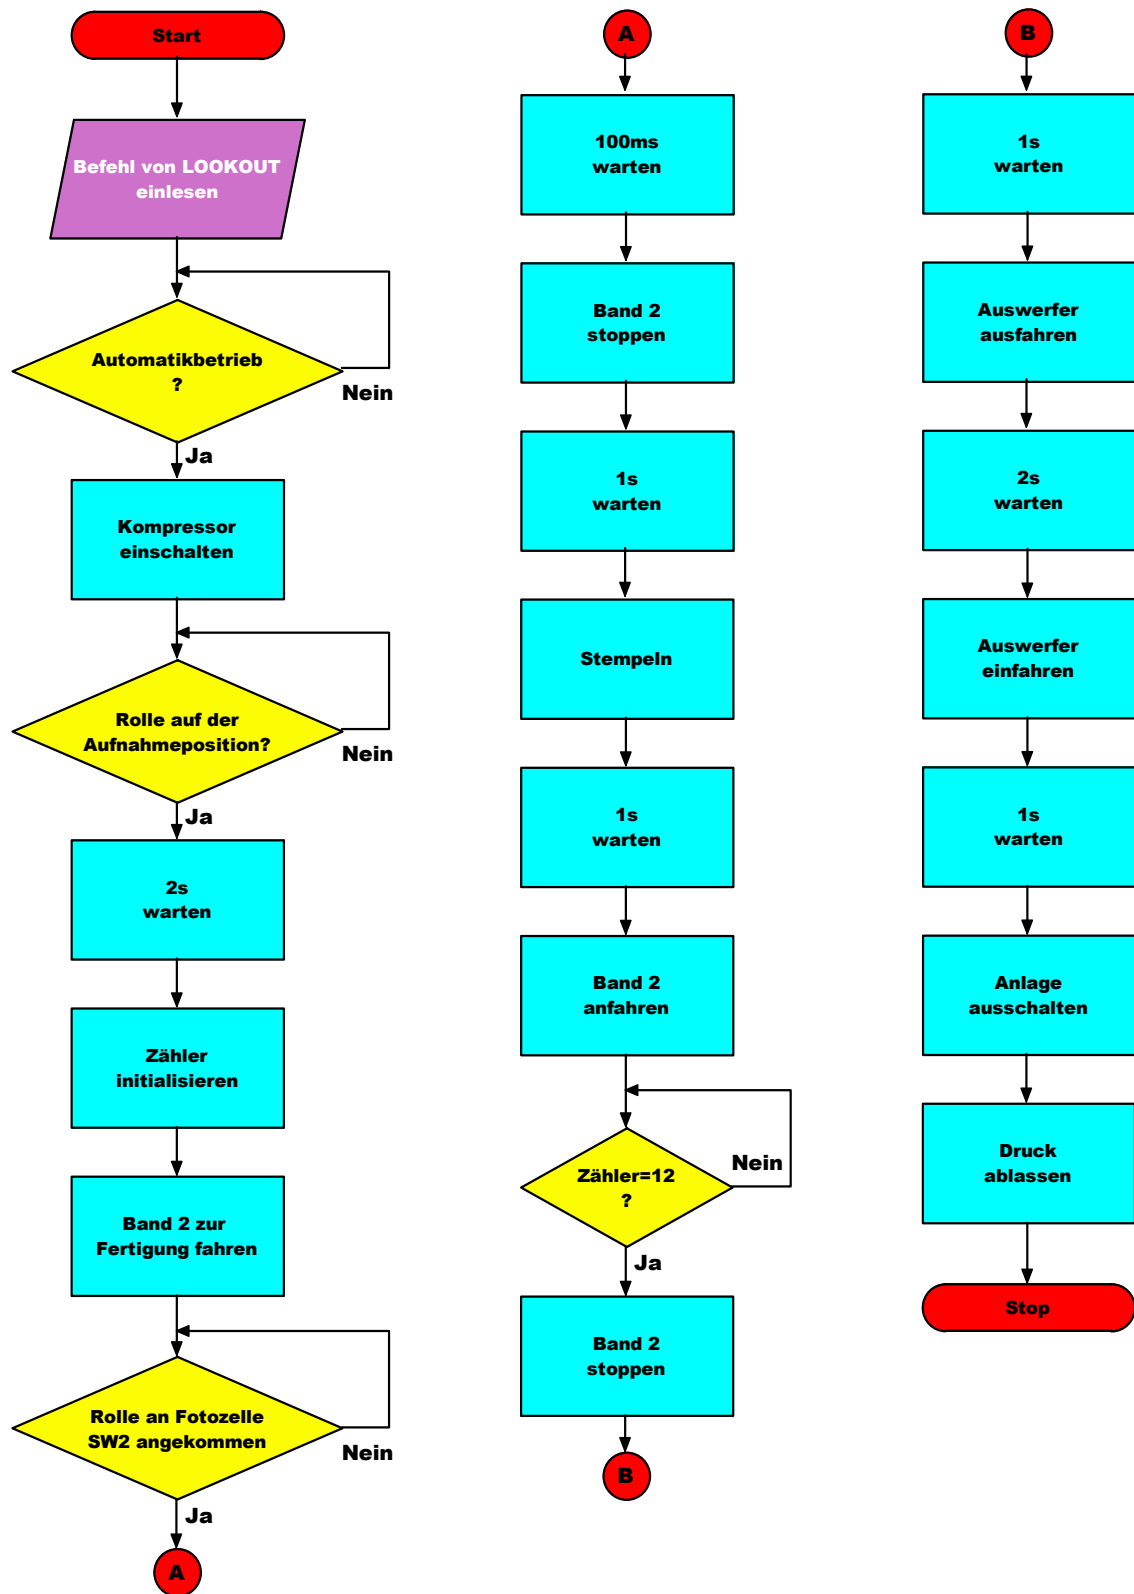 Start
Befehl von LOOKOUT
einlesen
Automatikbetrieb
?
Nein
Ja
Kompressor
einschalten
Rolle auf der
Aufnahmeposition?
Nein
Ja
2s
warten
Zähler
initialisieren
Band 2 zur
Fertigung fahren
Rolle an Fotozelle
SW2 angekommen
Nein
Ja
A
A
100ms
warten
Band 2
stoppen
1s
warten
Stempeln
1s
warten
Band 2
anfahren
Zähler=12
?
Nein
Ja
Band 2
stoppen
B
B
1s
warten
Auswerfer
ausfahren
2s
warten
Auswerfer
einfahren
1s
warten
Anlage
ausschalten
Druck
ablassen
Stop